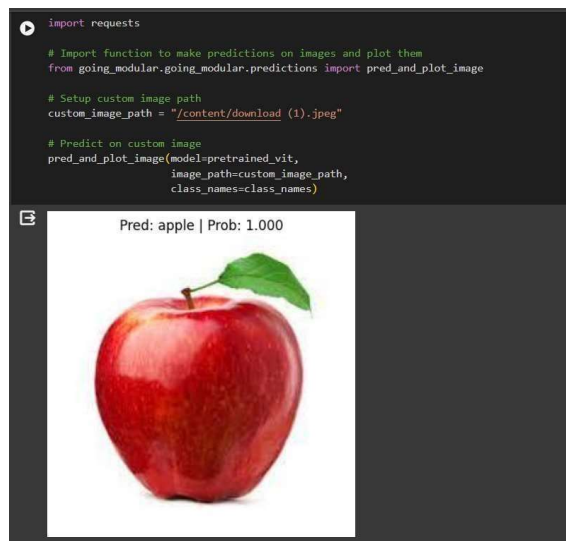 import requests
# Import function to make predictions on images and plot them
from going_modular.going_modular.predictions import pred_and_plot_image
# Setup custom image path
custom_image_path = "/content/download (1).jpeg"
# Predict on custom image
pred_and_plot_image(model=pretrained_vit,
image_path=custom_image_path,
class_names=class_names)
Pred: apple | Prob: 1.000